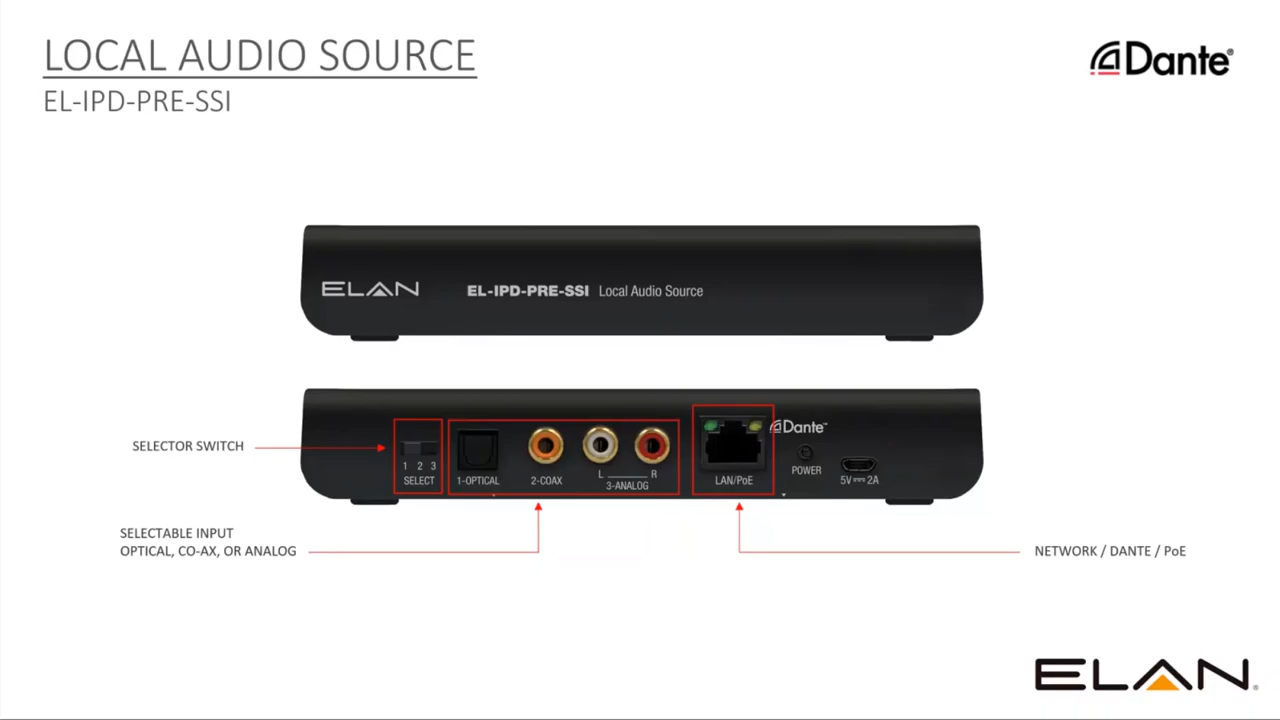 LOCAL AUDIO SOURCE
EL-IPD-PRE-SSI
Dante®
ELAN
EL-IPD-PRE-SSI Local Audio Source
SELECTOR SWITCH
1 2 3
SELECT
1-OPTICAL
2-COAX
L R
3-ANALOG
LAN/PoE
Dante™
POWER
5V 2A
SELECTABLE INPUT
OPTICAL, CO-AX, OR ANALOG
NETWORK / DANTE / PoE
ELAN®